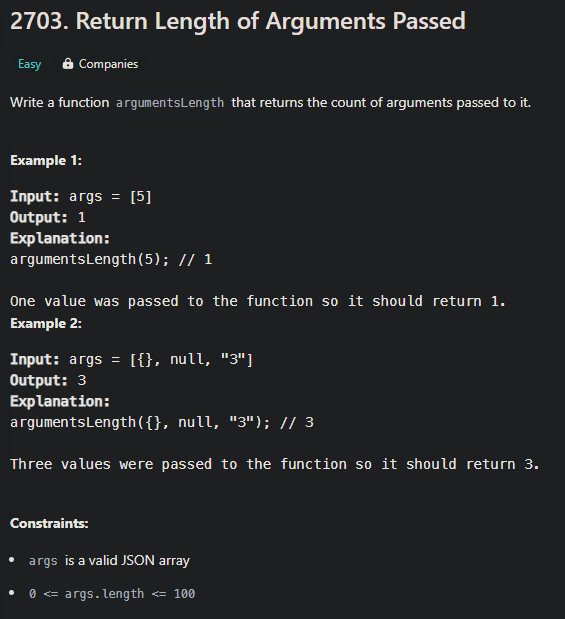 2703. Return Length of Arguments Passed
Easy Companies
Write a function argumentsLength that returns the count of arguments passed to it.
Example 1:
Input: args = [5]
Output: 1
Explanation:
argumentsLength(5); // 1
One value was passed to the function so it should return 1.
Example 2:
Input: args = [{}, null, "3"]
Output: 3
Explanation:
argumentsLength({}, null, "3"); // 3
Three values were passed to the function so it should return 3.
Constraints:
• args is a valid JSON array
• 0 <= args.length <= 100